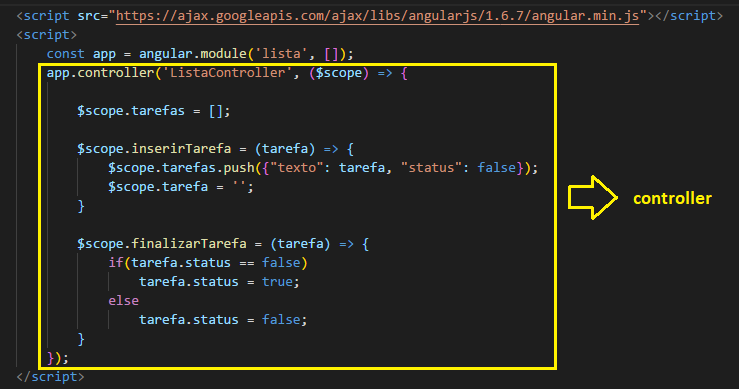 <script src="https://ajax.googleapis.com/ajax/libs/angularjs/1.6.7/angular.min.js"></script>
<script>
const app = angular.module('lista', []);
app.controller('ListaController', ($scope) => {
$scope.tarefas = [];
$scope.inserirTarefa = (tarefa) => {
$scope.tarefas.push({"texto": tarefa, "status": false});
$scope.tarefa = '';
}
controller
$scope.finalizarTarefa = (tarefa) => {
if(tarefa.status == false)
tarefa.status = true;
else
tarefa.status = false;
}
});
</script>